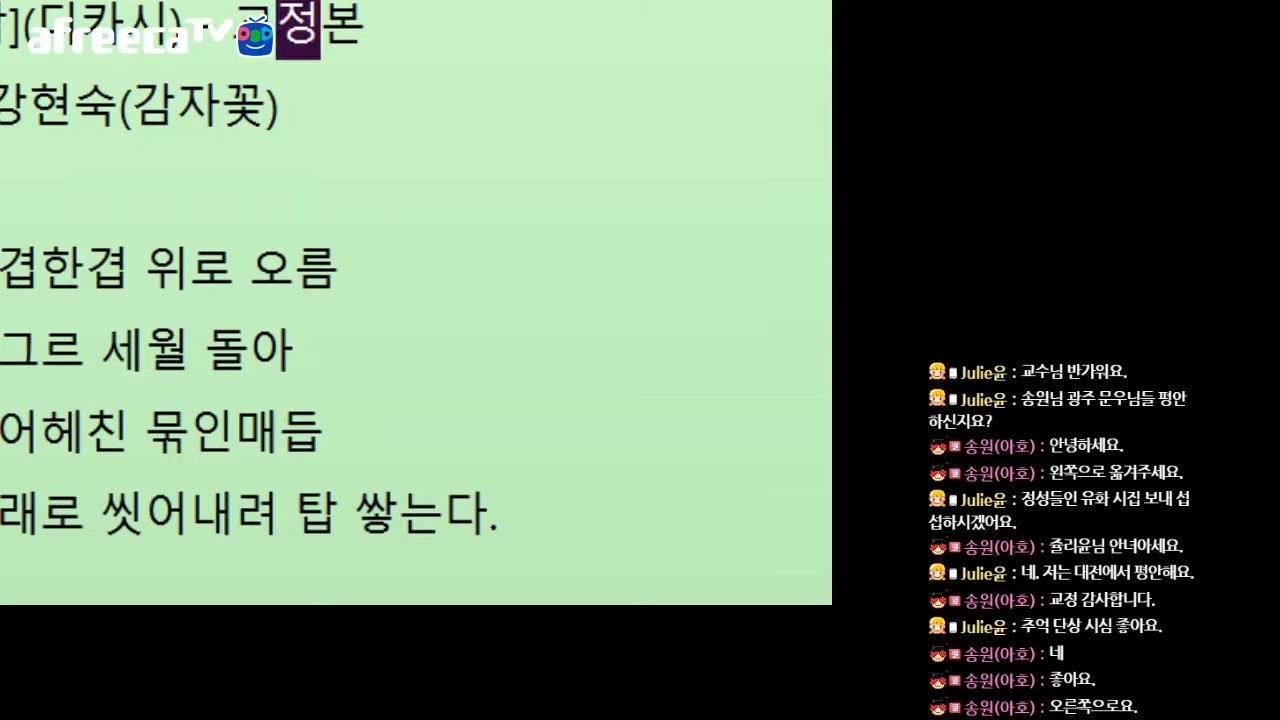 ](디카시) - 교정본
afreecaTV
강현숙(감자꽃)
겹한겹 위로 오름
그르 세월 돌아
어헤친 묶인매듭
래로 씻어내려 탑 쌓는다.
Julie윤 : 교수님 반가워요.
Julie윤 : 송원님 광주 문우님들 평안
하신지요?
송원(아호) : 안녕하세요.
송원(아호) : 왼쪽으로 옮겨주세요.
Julie윤 : 정성들인 유화 시집 보내 섭
섭하시겠어요.
송원(아호) : 쥴리윤님 안녀아세요.
Julie윤 : 네. 저는 대전에서 평안해요.
송원(아호) : 교정 감사합니다.
Julie윤 : 추억 단상 시심 좋아요.
송원(아호) : 네
송원(아호) : 좋아요.
송원(아호) : 오른쪽으로요.